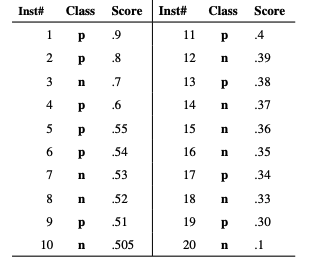 Inst# Class Score Inst# Class Score
1 p .9 11 p .4
2 p .8 12 n .39
3 n .7 13 p .38
4 p .6 14 n .37
5 p .55 15 n .36
6 p .54 16 n .35
7 n .53 17 p .34
8 n .52 18 n .33
9 p .51 19 p .30
10 n .505 20 n .1